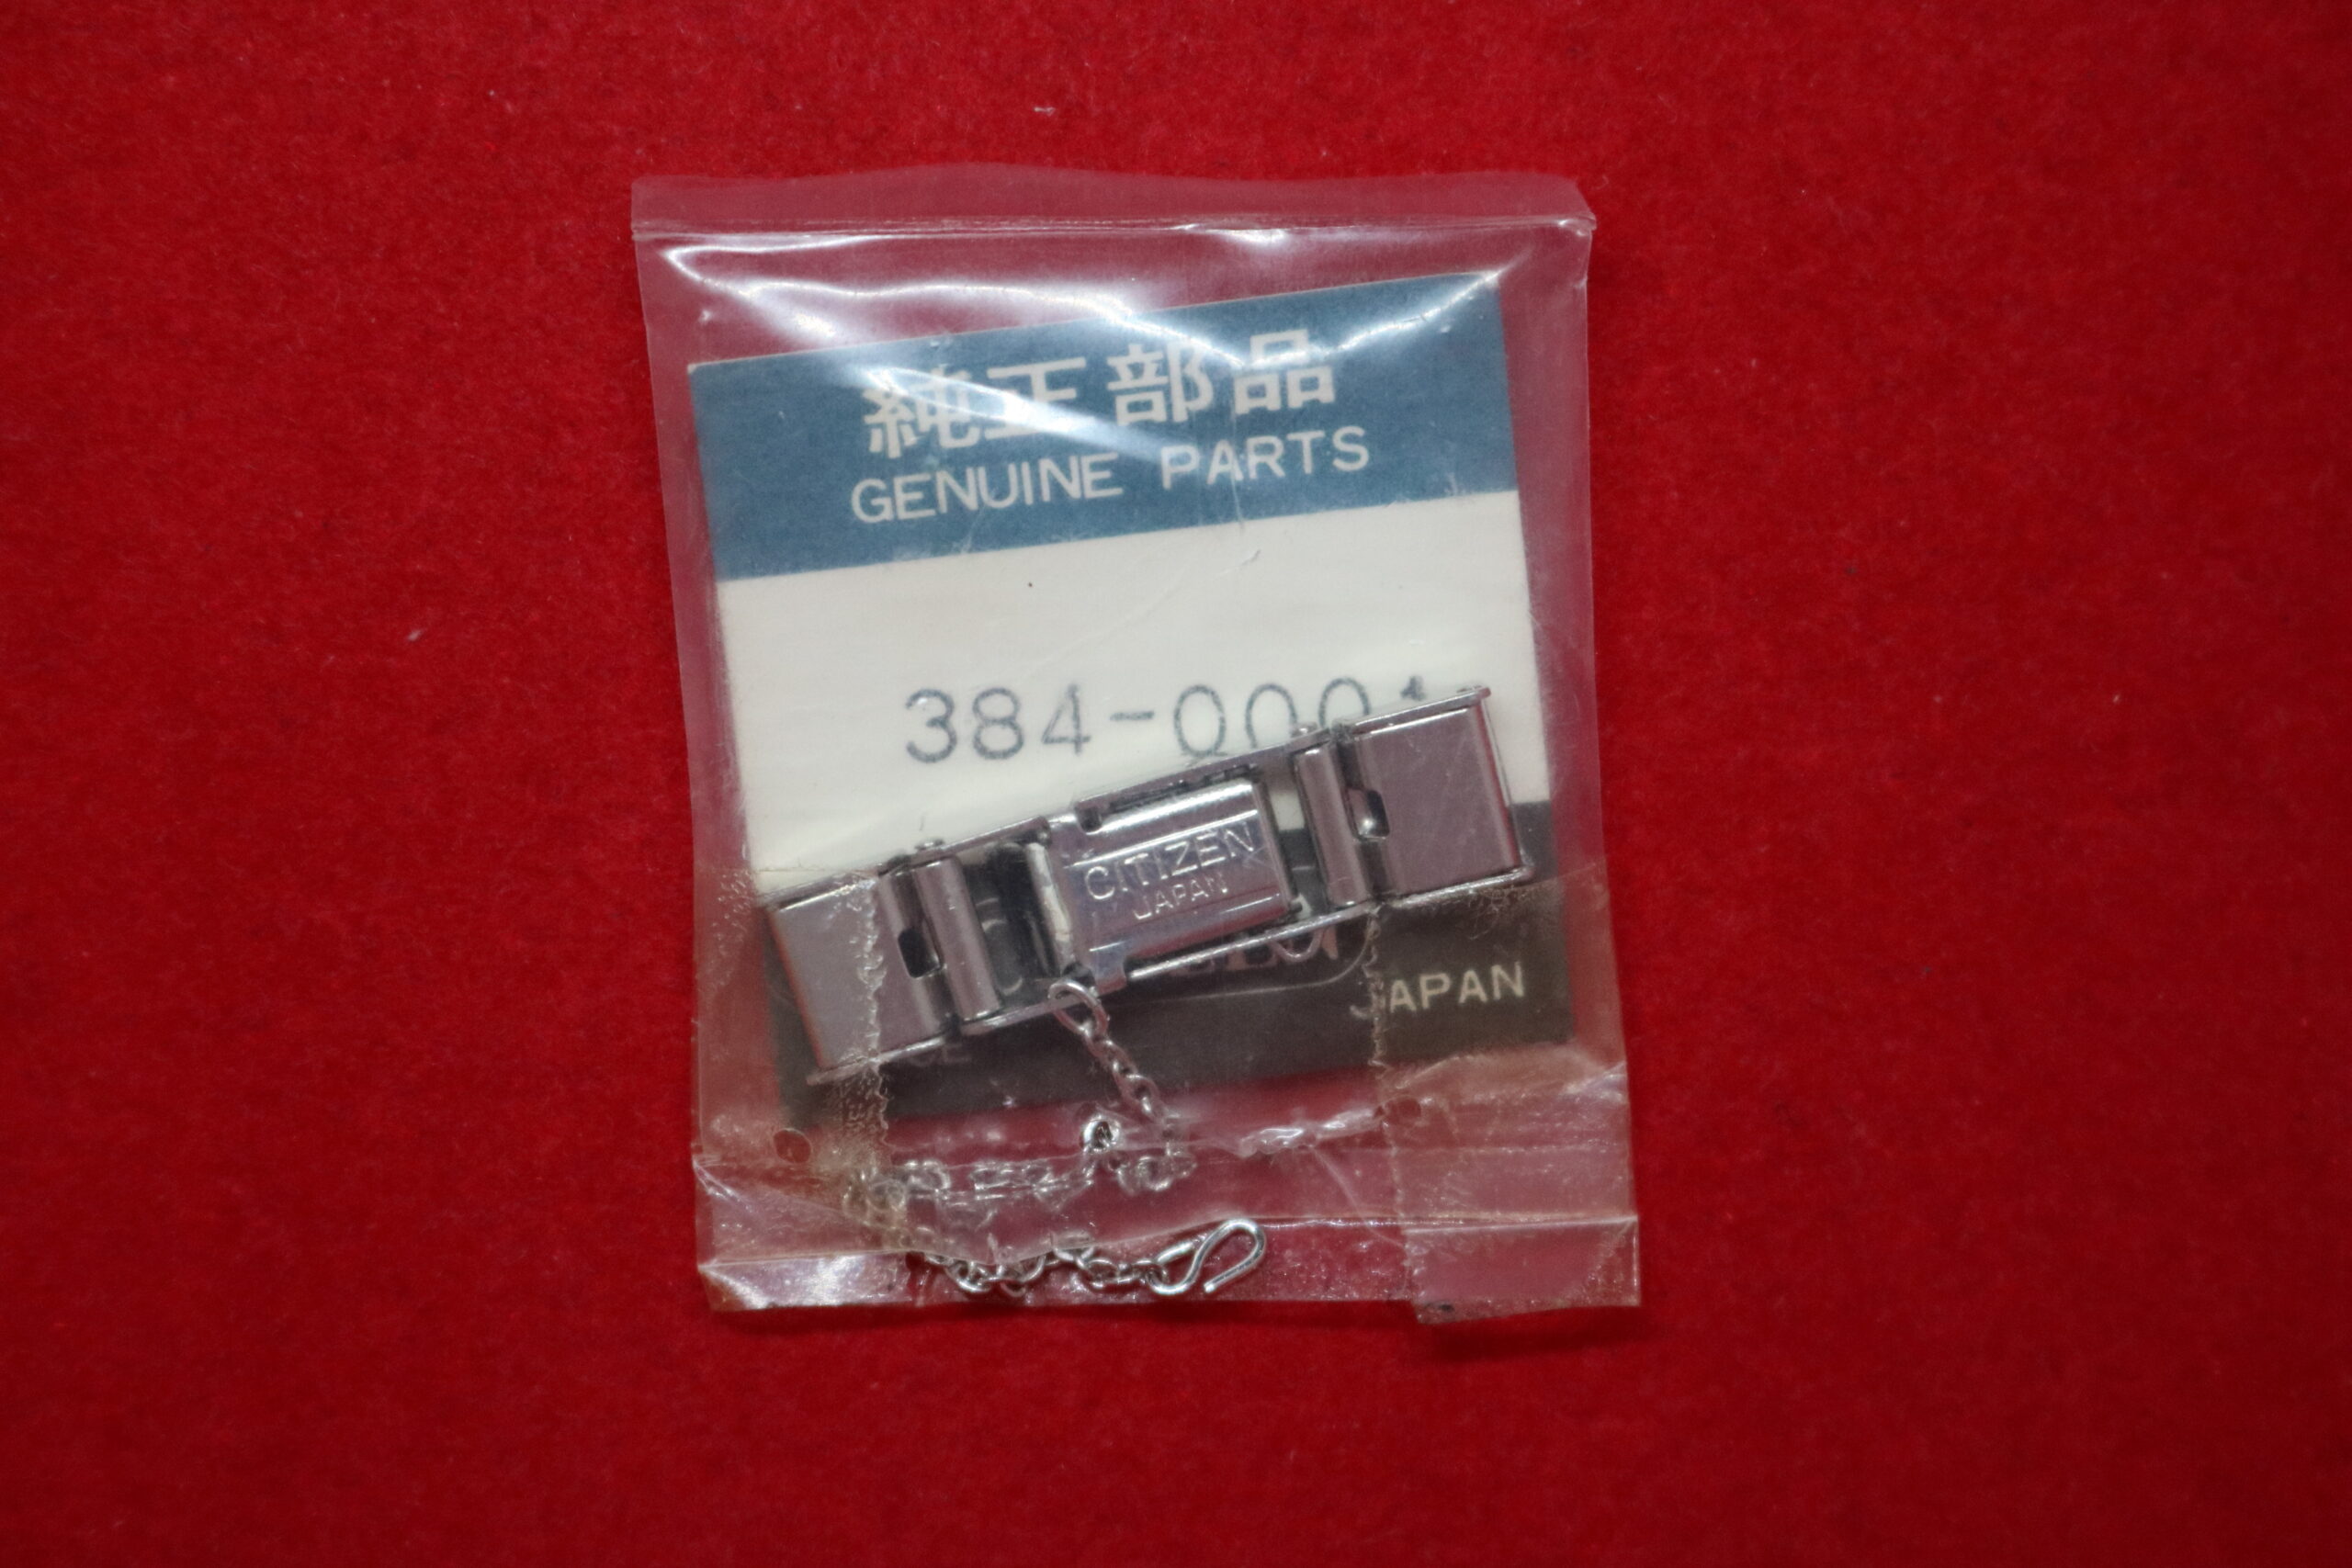 純正部品
GENUINE PARTS
384-000
CITIZEN
JAPAN
JAPAN